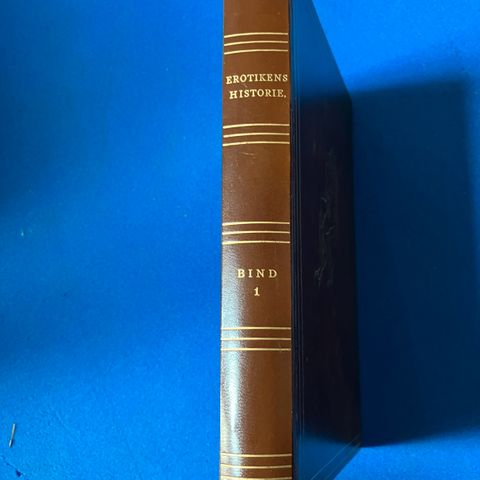 EROTIKENS
HISTORIE.
BIND
1